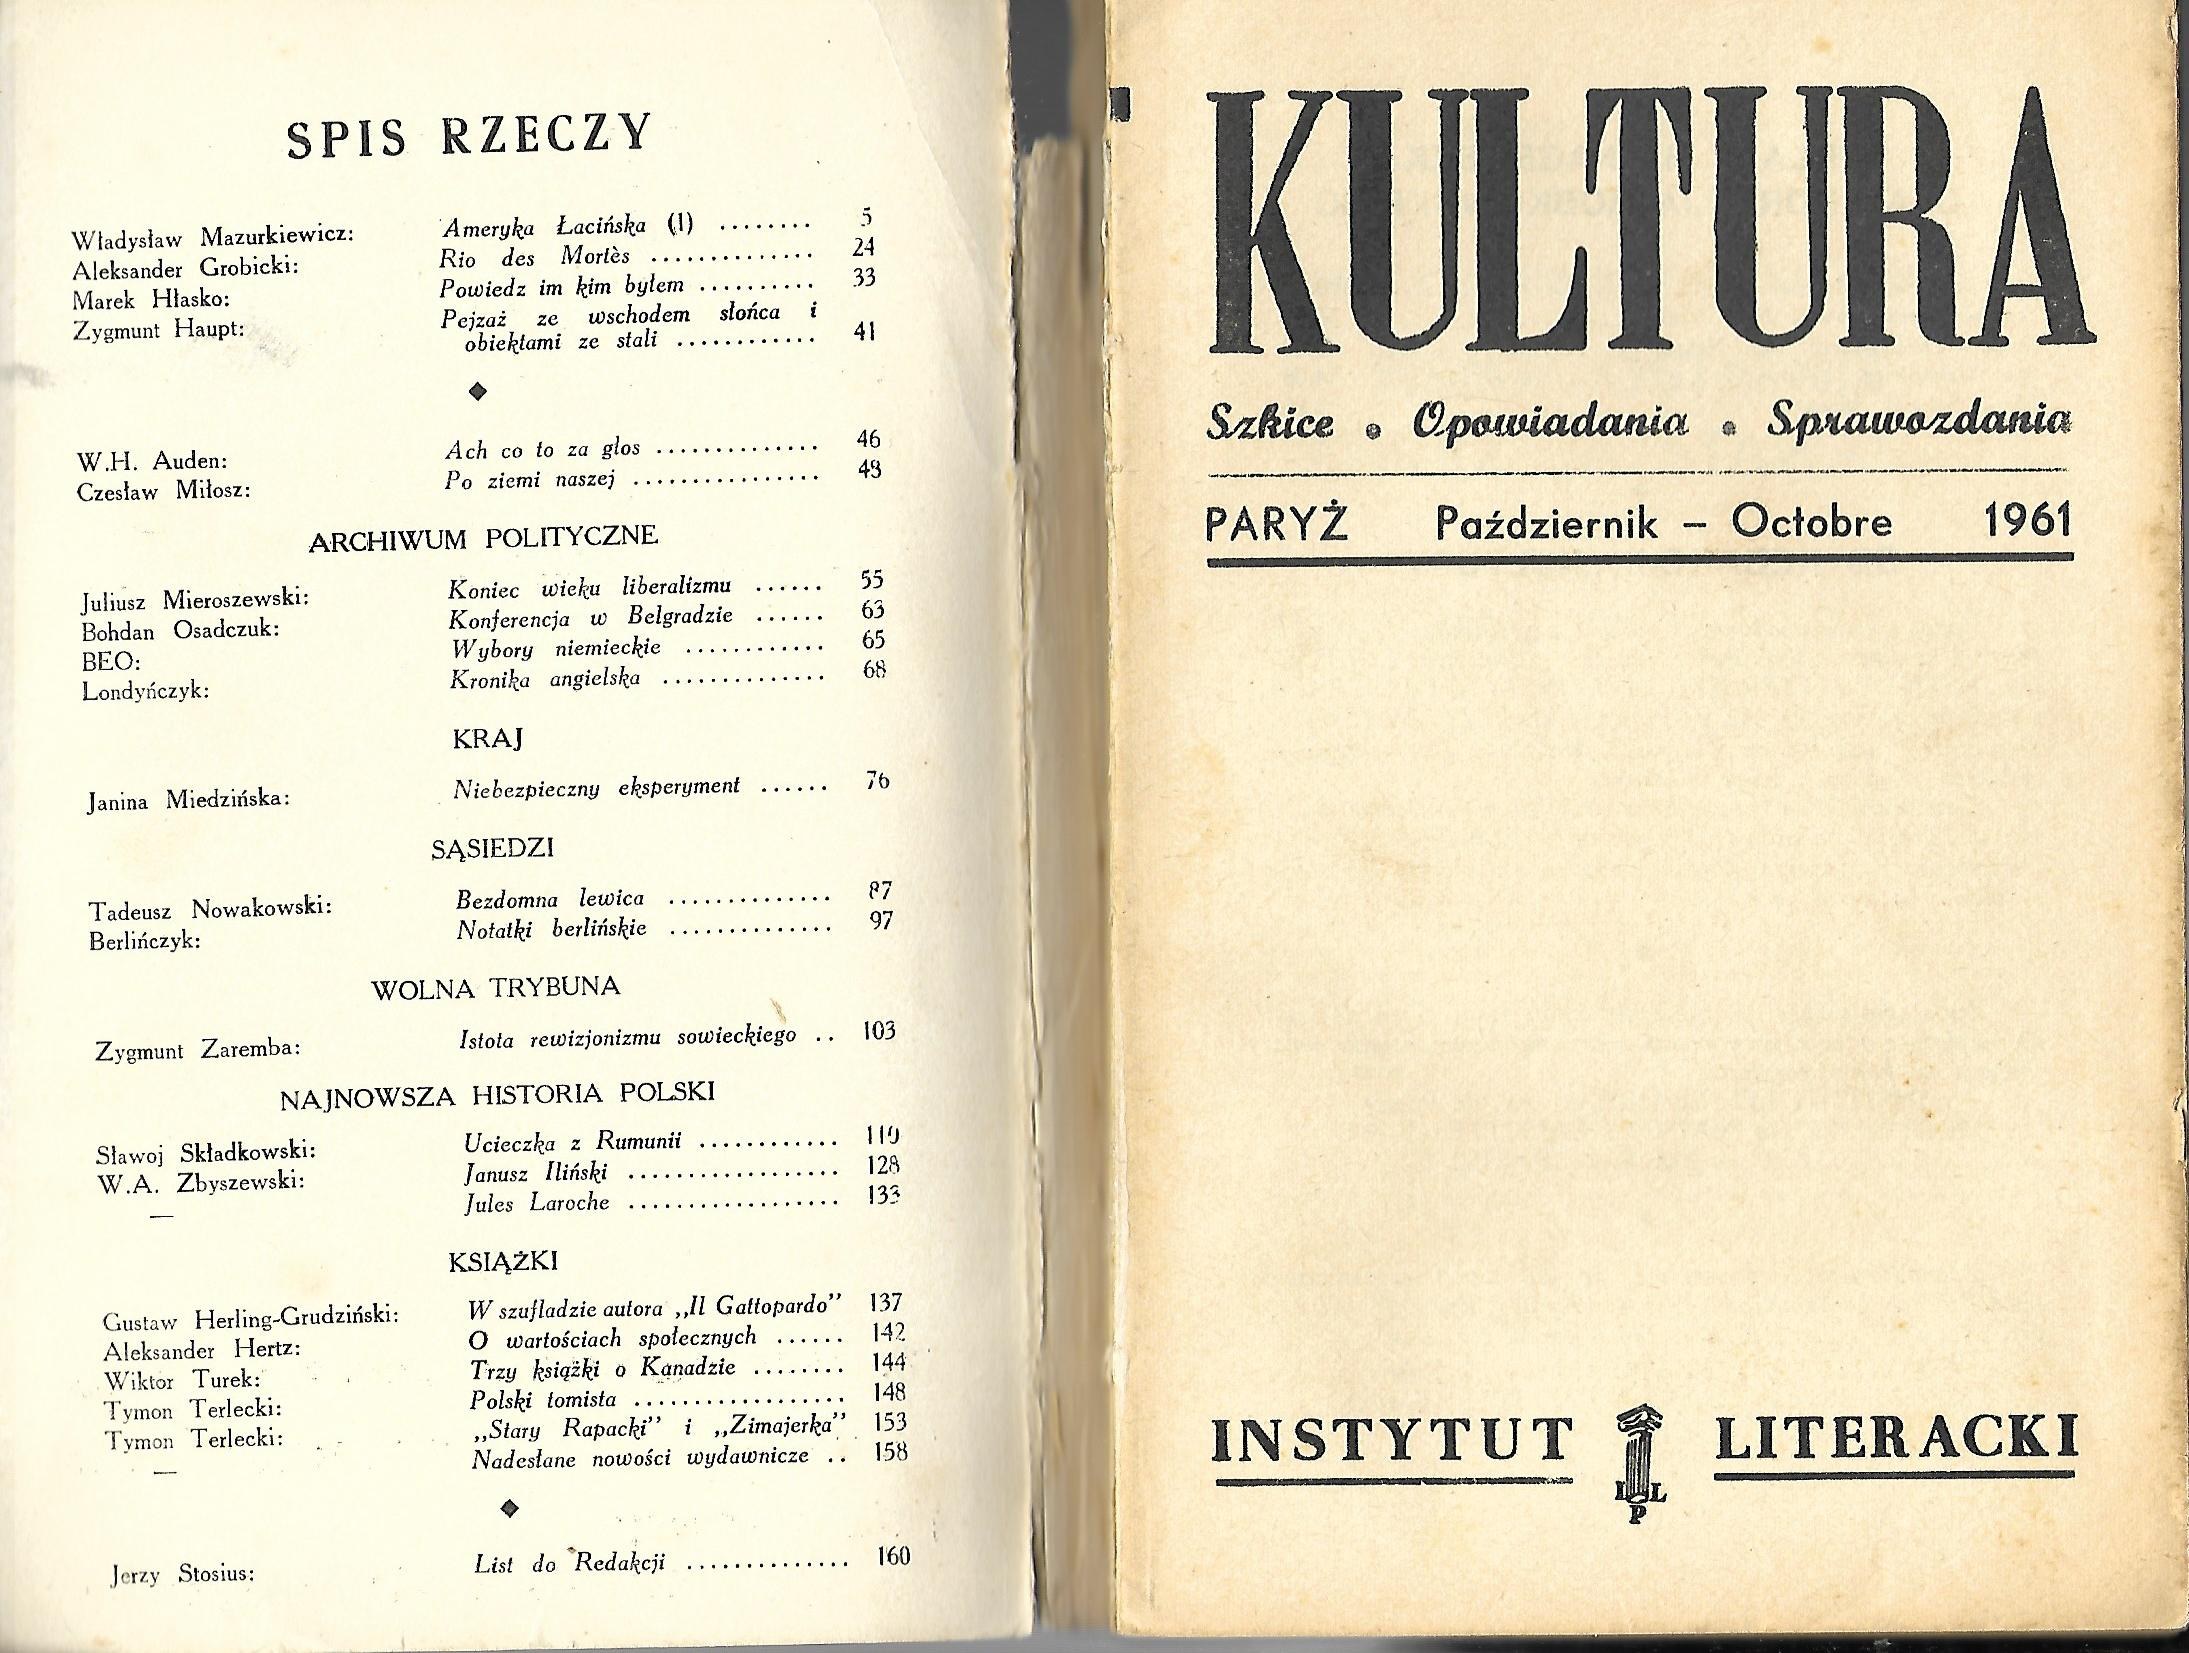 SPIS RZECZY
Władysław Mazurkiewicz: Ameryka Łacińska (I) ........ 5
Aleksander Grobicki: Rio des Mortès .............. 24
Marek Hłasko: Powiedz im kim byłem .......... 33
Zygmunt Haupt: Pejzaż ze wschodem słońca i
obiektami ze stali ............ 41
W.H. Auden: Ach co to za głos .............. 46
Czesław Miłosz: Po ziemi naszej ................ 48
ARCHIWUM POLITYCZNE
Juliusz Mieroszewski: Koniec wieku liberalizmu ...... 55
Bohdan Osadczuk: Konferencja w Belgradzie ...... 63
BEO: Wybory niemieckie ............ 65
Londyńczyk: Kronika angielska .............. 68
KRAJ
Janina Miedzińska: Niebezpieczny eksperyment ...... 76
SĄSIEDZI
Tadeusz Nowakowski: Bezdomna lewica .............. 87
Berlińczyk: Notatki berlińskie .............. 97
WOLNA TRYBUNA
Zygmunt Zaremba: Istota rewizjonizmu sowieckiego .. 103
NAJNOWSZA HISTORIA POLSKI
Sławoj Składkowski: Ucieczka z Rumunii ............ 110
W.A. Zbyszewski: Janusz Iliński .................. 128
— Jules Laroche .................. 133
KSIĄŻKI
Gustaw Herling-Grudziński: W szufladzie autora „Il Gattopardo” 137
Aleksander Hertz: O wartościach społecznych ...... 142
Wiktor Turek: Trzy książki o Kanadzie ........ 144
Tymon Terlecki: Polski tomista .................. 148
Tymon Terlecki: „Stary Rapacki” i „Zimajerka” 153
— Nadesłane nowości wydawnicze .. 158
Jerzy Stosius: List do Redakcji .............. 160
KULTURA
Szkice • Opowiadania • Sprawozdania
PARYŻ Październik – Octobre 1961
INSTYTUT LITERACKI
I L
P